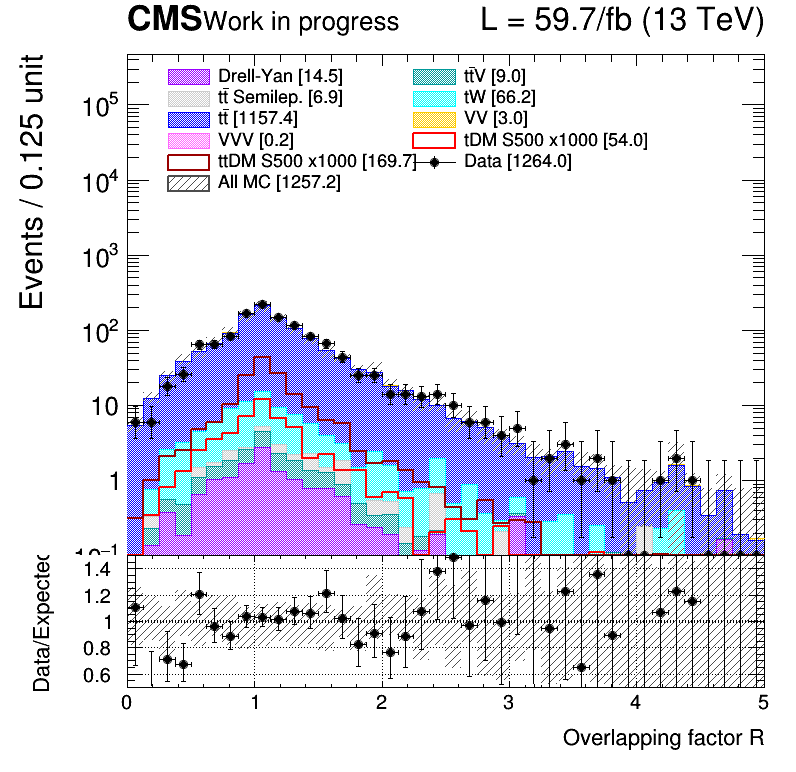 CMS Work in progress L = 59.7/fb (13 TeV)
Events / 0.125 unit
Drell-Yan [14.5] tt̄V [9.0]
tt̄ Semilep. [6.9] tW [66.2]
tt̄ [1157.4] VV [3.0]
VVV [0.2] tDM S500 x1000 [54.0]
ttDM S500 x1000 [169.7] Data [1264.0]
All MC [1257.2]
10⁵
10⁴
10³
10²
10
1
10⁻¹
Data/Expected
1.4
1.2
1
0.8
0.6
0 1 2 3 4 5
Overlapping factor R